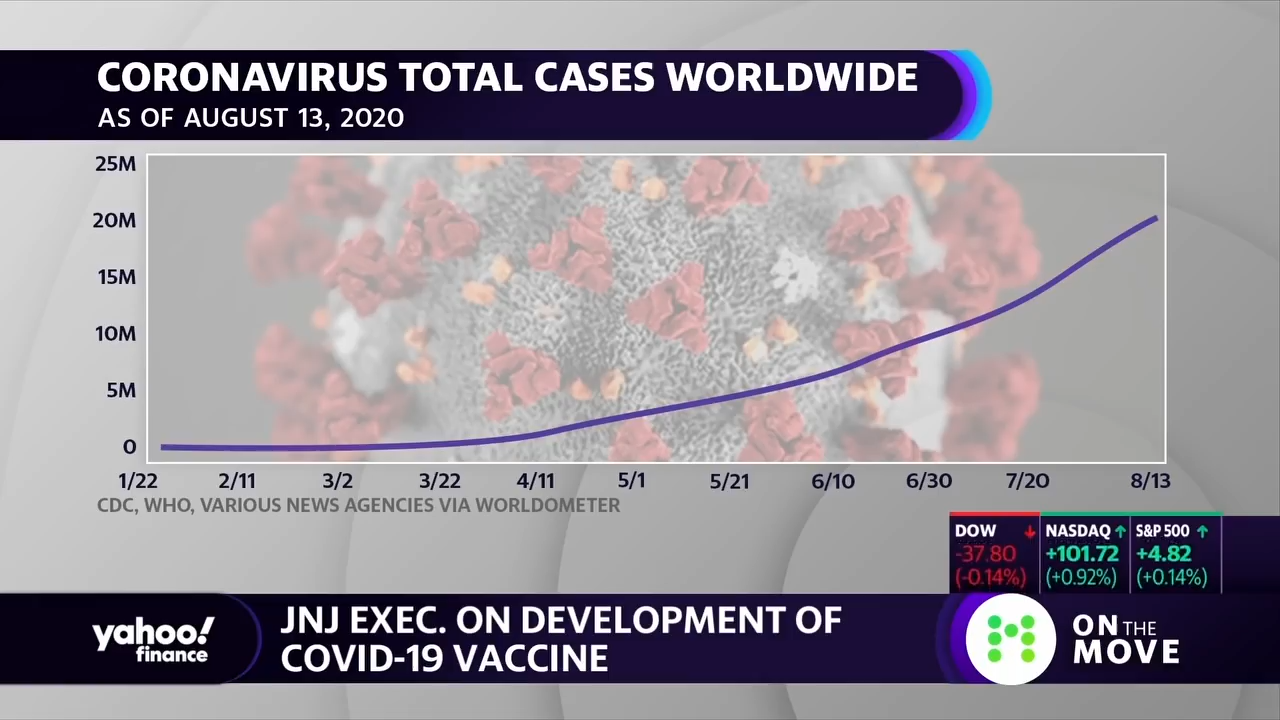 CORONAVIRUS TOTAL CASES WORLDWIDE
AS OF AUGUST 13, 2020
25M
20M
15M
10M
5M
0
1/22 2/11 3/2 3/22 4/11 5/1 5/21 6/10 6/30 7/20 8/13
CDC, WHO, VARIOUS NEWS AGENCIES VIA WORLDOMETER
DOW NASDAQ S&P 500
-37.80 +101.72 +4.82
(-0.14%) (+0.92%) (+0.14%)
yahoo!
finance
JNJ EXEC. ON DEVELOPMENT OF
COVID-19 VACCINE
ON THE
MOVE